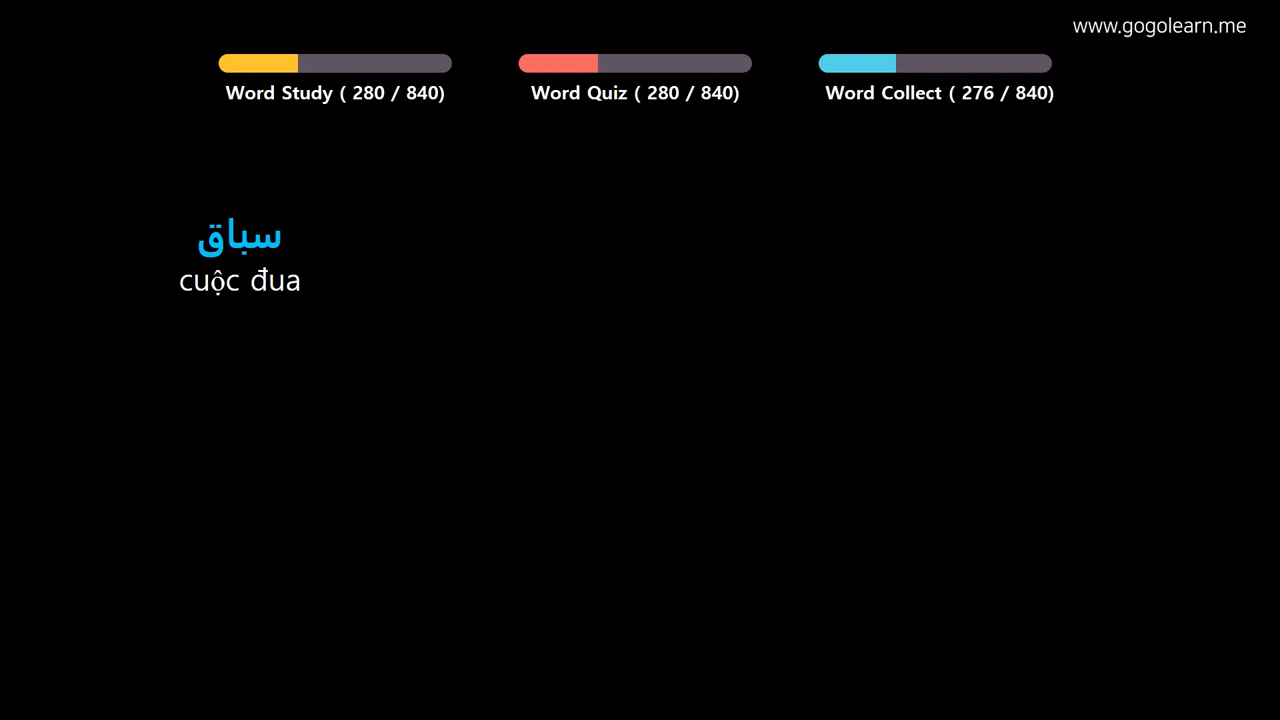 www.gogolearn.me
Word Study ( 280 / 840)
Word Quiz ( 280 / 840)
Word Collect ( 276 / 840)
سباق
cuộc đua